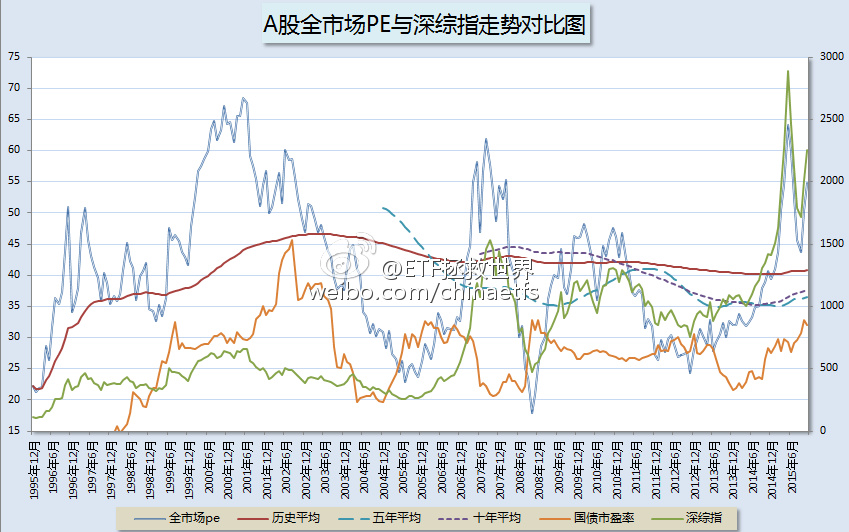 A股全市场PE与深综指走势对比图
75
70
65
60
55
50
45
40
35
30
25
20
15
3000
2500
2000
1500
1000
500
0
@ETF拯救世界
weibo.com/chinaetfs
1995年12月
1996年6月
1996年12月
1997年6月
1997年12月
1998年6月
1998年12月
1999年6月
1999年12月
2000年6月
2000年12月
2001年6月
2001年12月
2002年6月
2002年12月
2003年6月
2003年12月
2004年6月
2004年12月
2005年6月
2005年12月
2006年6月
2006年12月
2007年6月
2007年12月
2008年6月
2008年12月
2009年6月
2009年12月
2010年6月
2010年12月
2011年6月
2011年12月
2012年6月
2012年12月
2013年6月
2013年12月
2014年6月
2014年12月
2015年6月
全市场pe 历史平均 五年平均 十年平均 国债市盈率 深综指